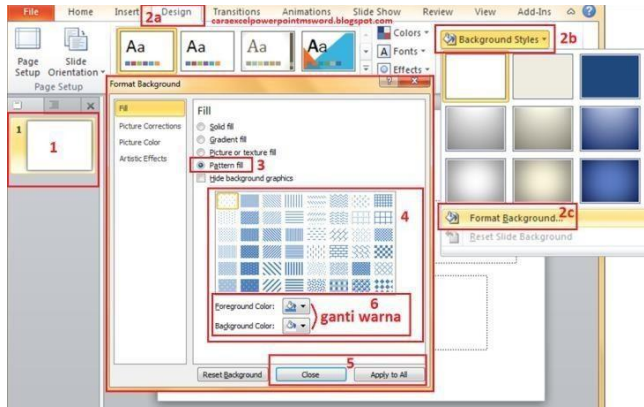 File Home Insert Design Transitions Animations Slide Show Review View Add-Ins
2a
caraexcelpowerpointmsword.blogspot.com
Aa Aa Aa Aa
Colors
Fonts
Effects
Background Styles 2b
Page Setup
Slide Orientation
Page Setup
1
1
Format Background
Fill
Picture Corrections
Picture Color
Artistic Effects
Fill
Solid fill
Gradient fill
Picture or texture fill
Pattern fill 3
Hide background graphics
4
6
Foreground Color:
Background Color:
ganti warna
5
Reset Background Close Apply to All
2c
Format Background...
Reset Slide Background